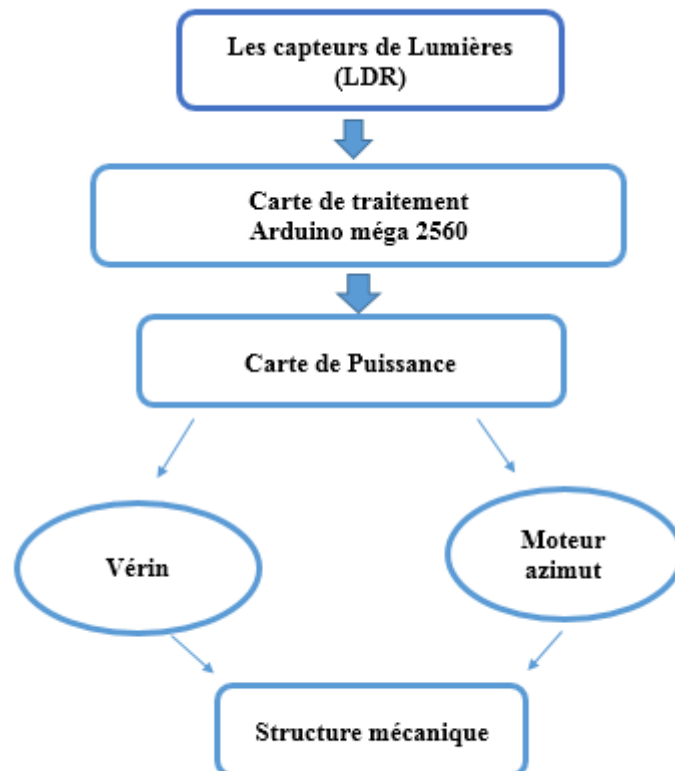 Les capteurs de Lumières
(LDR)
Carte de traitement
Arduino méga 2560
Carte de Puissance
Vérin
Moteur
azimut
Structure mécanique